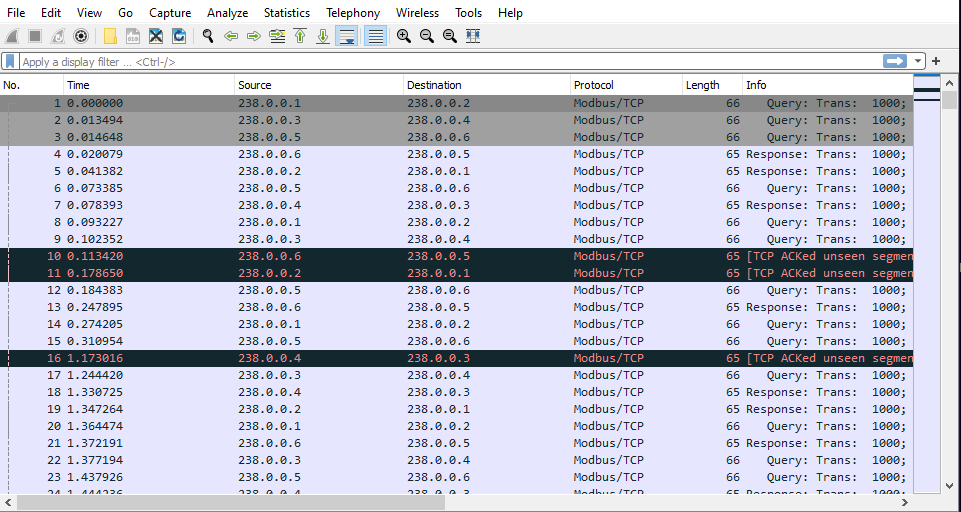 File Edit View Go Capture Analyze Statistics Telephony Wireless Tools Help
Apply a display filter ... <Ctrl-/>
No. Time Source Destination Protocol Length Info
1 0.000000 238.0.0.1 238.0.0.2 Modbus/TCP 66 Query: Trans: 1000;
2 0.013494 238.0.0.3 238.0.0.4 Modbus/TCP 66 Query: Trans: 1000;
3 0.014648 238.0.0.5 238.0.0.6 Modbus/TCP 66 Query: Trans: 1000;
4 0.020079 238.0.0.6 238.0.0.5 Modbus/TCP 65 Response: Trans: 1000;
5 0.041382 238.0.0.2 238.0.0.1 Modbus/TCP 65 Response: Trans: 1000;
6 0.073385 238.0.0.5 238.0.0.6 Modbus/TCP 66 Query: Trans: 1000;
7 0.078393 238.0.0.4 238.0.0.3 Modbus/TCP 65 Response: Trans: 1000;
8 0.093227 238.0.0.1 238.0.0.2 Modbus/TCP 66 Query: Trans: 1000;
9 0.102352 238.0.0.3 238.0.0.4 Modbus/TCP 66 Query: Trans: 1000;
10 0.113420 238.0.0.6 238.0.0.5 Modbus/TCP 65 [TCP ACKed unseen segmen
11 0.178650 238.0.0.2 238.0.0.1 Modbus/TCP 65 [TCP ACKed unseen segmen
12 0.184383 238.0.0.5 238.0.0.6 Modbus/TCP 66 Query: Trans: 1000;
13 0.247895 238.0.0.6 238.0.0.5 Modbus/TCP 65 Response: Trans: 1000;
14 0.274205 238.0.0.1 238.0.0.2 Modbus/TCP 66 Query: Trans: 1000;
15 0.310954 238.0.0.5 238.0.0.6 Modbus/TCP 66 Query: Trans: 1000;
16 1.173016 238.0.0.4 238.0.0.3 Modbus/TCP 65 [TCP ACKed unseen segmen
17 1.244420 238.0.0.3 238.0.0.4 Modbus/TCP 66 Query: Trans: 1000;
18 1.330725 238.0.0.4 238.0.0.3 Modbus/TCP 65 Response: Trans: 1000;
19 1.347264 238.0.0.2 238.0.0.1 Modbus/TCP 65 Response: Trans: 1000;
20 1.364474 238.0.0.1 238.0.0.2 Modbus/TCP 66 Query: Trans: 1000;
21 1.372191 238.0.0.6 238.0.0.5 Modbus/TCP 65 Response: Trans: 1000;
22 1.377194 238.0.0.3 238.0.0.4 Modbus/TCP 66 Query: Trans: 1000;
23 1.437926 238.0.0.5 238.0.0.6 Modbus/TCP 66 Query: Trans: 1000;
24 1.444236 238.0.0.4 238.0.0.3 Modbus/TCP 65 Response: Trans: 1000;